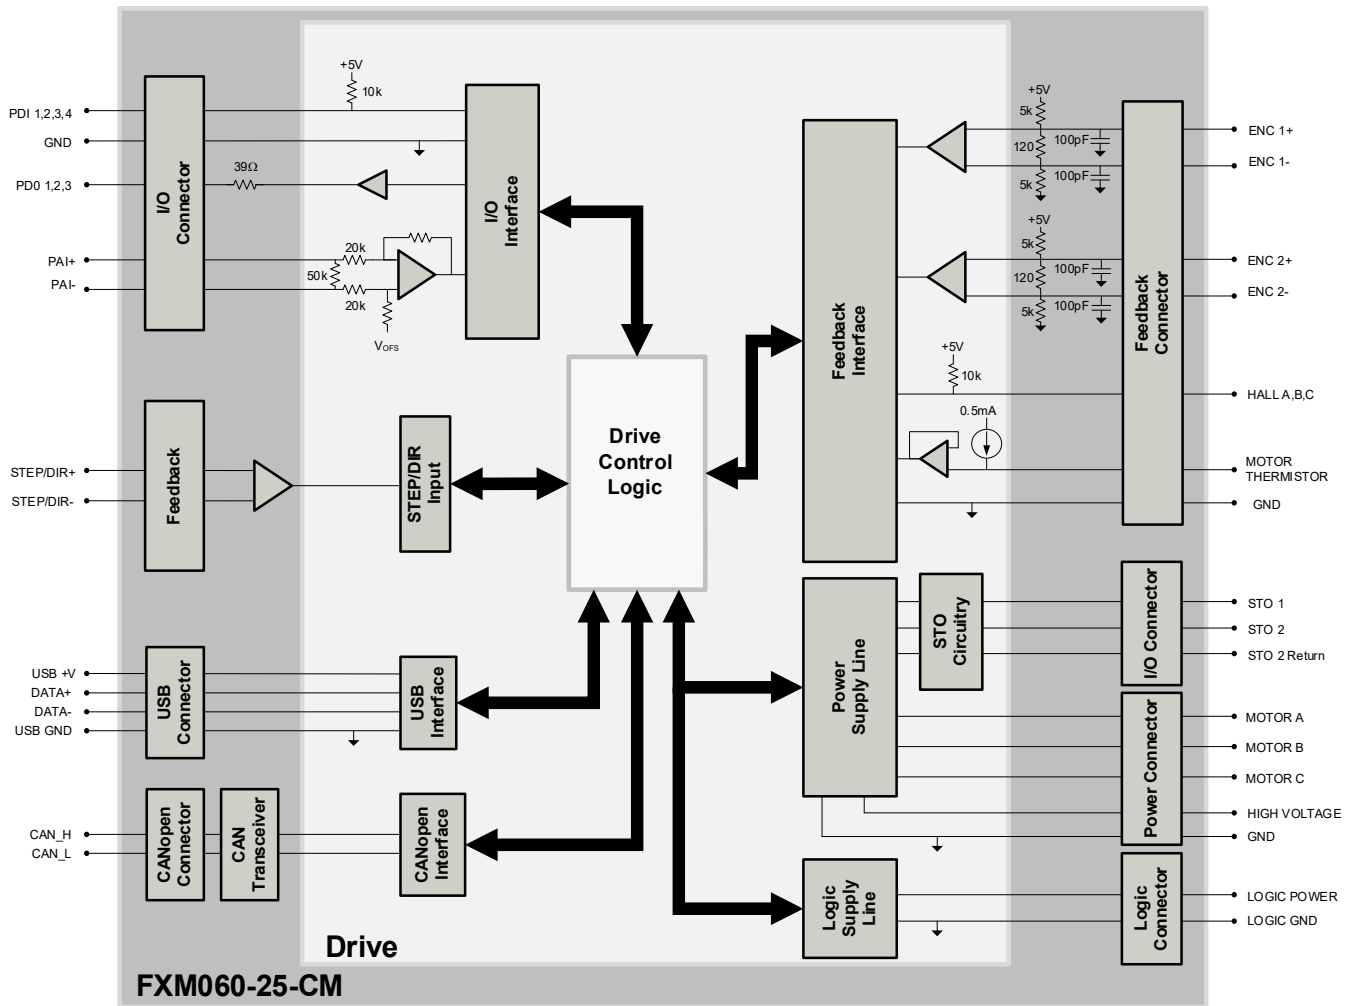 PDI 1,2,3,4
GND
PD0 1,2,3
PAI+
PAI-
I/O
Connector
+5V
10k
39Ω
20k
50k
20k
VOFS
I/O
Interface
STEP/DIR+
STEP/DIR-
Feedback
STEP/DIR
Input
USB +V
DATA+
DATA-
USB GND
USB
Connector
USB
Interface
CAN_H
CAN_L
CANopen
Connector
CAN
Transceiver
CANopen
Interface
Drive
Control
Logic
Feedback
Interface
+5V
5k
120
5k
100pF
100pF
+5V
5k
120
5k
100pF
100pF
+5V
10k
0.5mA
Feedback
Connector
ENC 1+
ENC 1-
ENC 2+
ENC 2-
HALL A,B,C
MOTOR
THERMISTOR
GND
Power
Supply Line
STO
Circuitry
I/O Connector
STO 1
STO 2
STO 2 Return
Power Connector
MOTOR A
MOTOR B
MOTOR C
HIGH VOLTAGE
GND
Logic
Supply
Line
Logic
Connector
LOGIC POWER
LOGIC GND
Drive
FXM060-25-CM